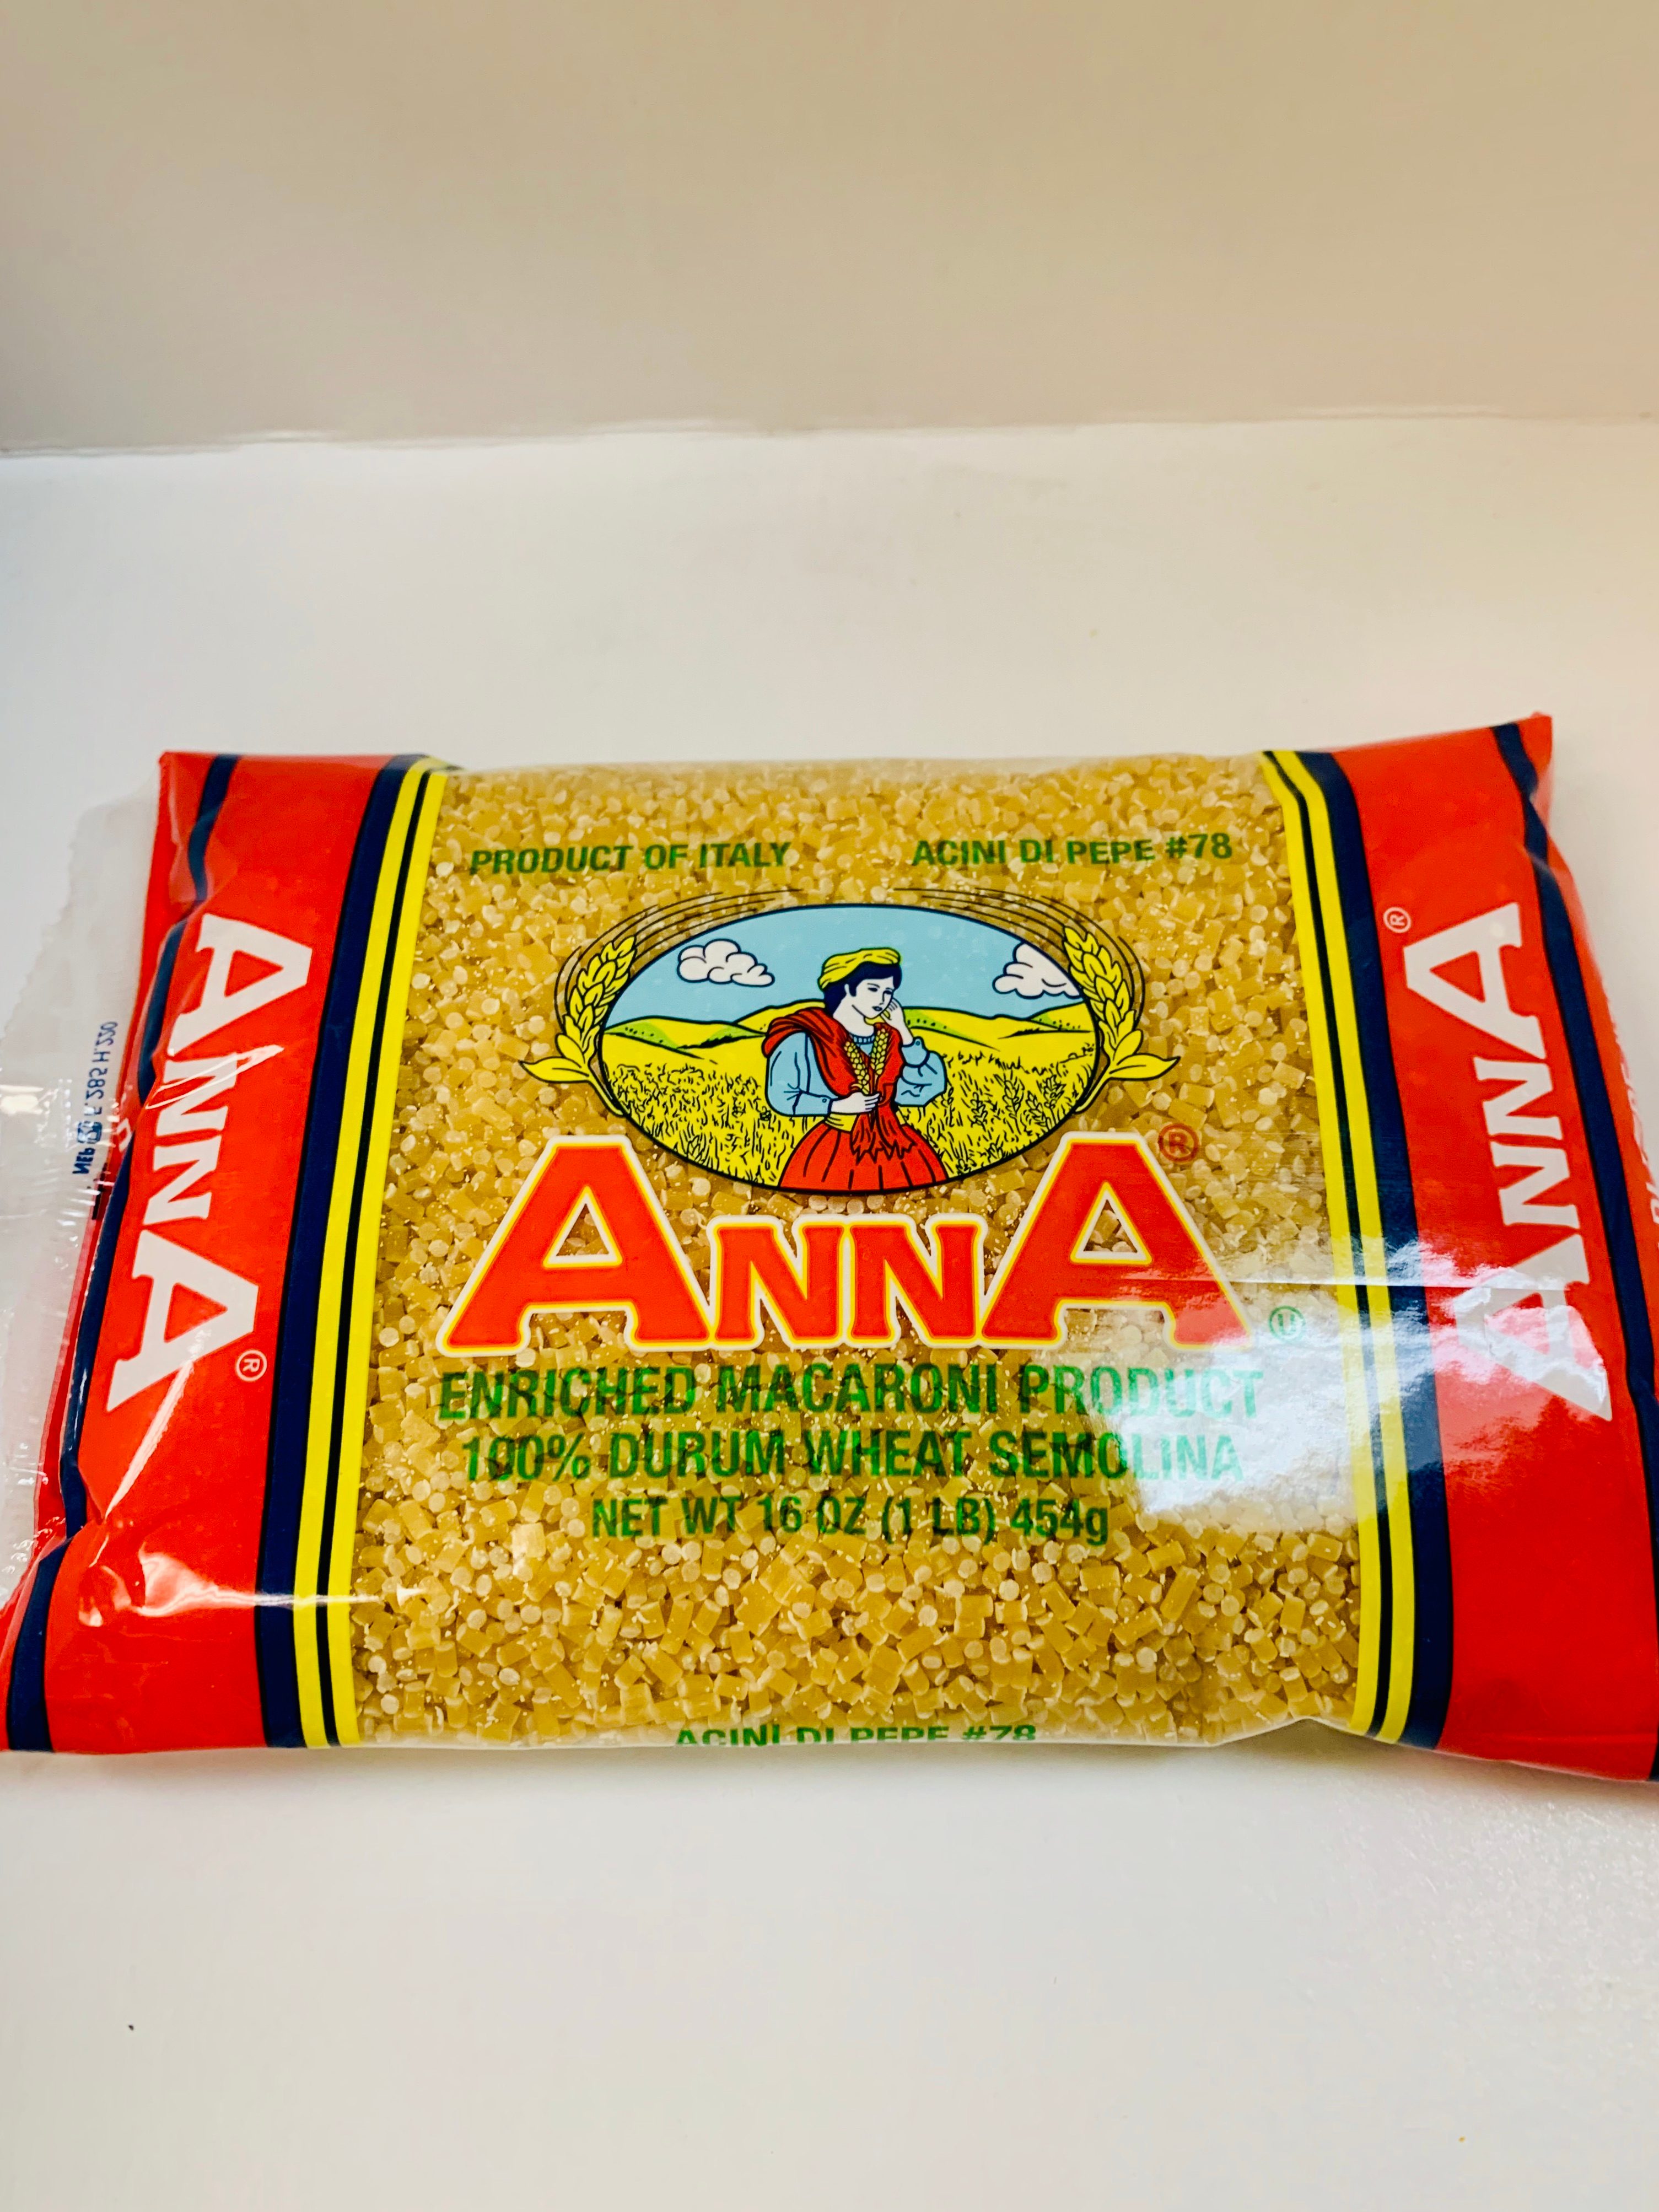 PRODUCT OF ITALY
ACINI DI PEPE #78
ANNA®
ANNA®
ANNA®
U
ENRICHED MACARONI PRODUCT
100% DURUM WHEAT SEMOLINA
NET WT 16 OZ (1 LB) 454g
ACINI DI PEPE #78